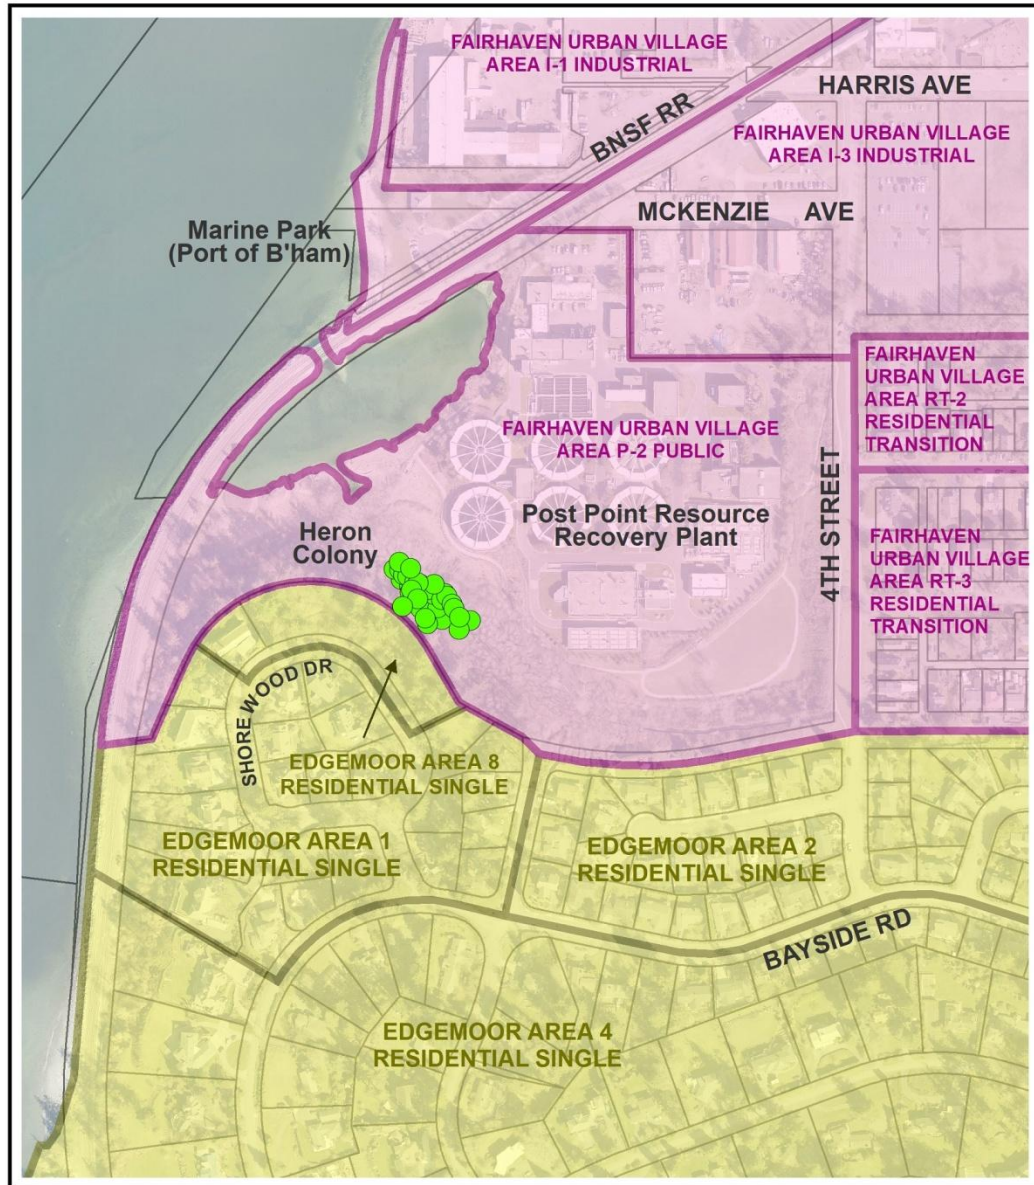 FAIRHAVEN URBAN VILLAGE
AREA I-1 INDUSTRIAL
HARRIS AVE
BNSF RR
FAIRHAVEN URBAN VILLAGE
AREA I-3 INDUSTRIAL
MCKENZIE AVE
Marine Park
(Port of B'ham)
FAIRHAVEN
URBAN VILLAGE
AREA RT-2
RESIDENTIAL
TRANSITION
FAIRHAVEN URBAN VILLAGE
AREA P-2 PUBLIC
4TH STREET
Post Point Resource
Recovery Plant
Heron
Colony
FAIRHAVEN
URBAN VILLAGE
AREA RT-3
RESIDENTIAL
TRANSITION
SHORE WOOD DR
EDGEMOOR AREA 8
RESIDENTIAL SINGLE
EDGEMOOR AREA 1
RESIDENTIAL SINGLE
EDGEMOOR AREA 2
RESIDENTIAL SINGLE
BAYSIDE RD
EDGEMOOR AREA 4
RESIDENTIAL SINGLE